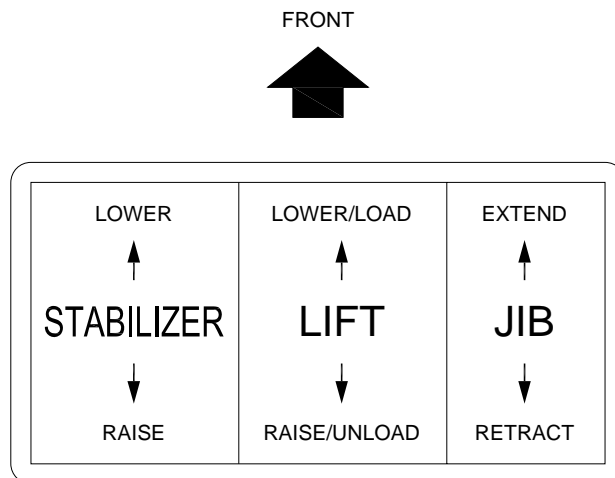 FRONT
LOWER LOWER/LOAD EXTEND
STABILIZER LIFT JIB
RAISE RAISE/UNLOAD RETRACT